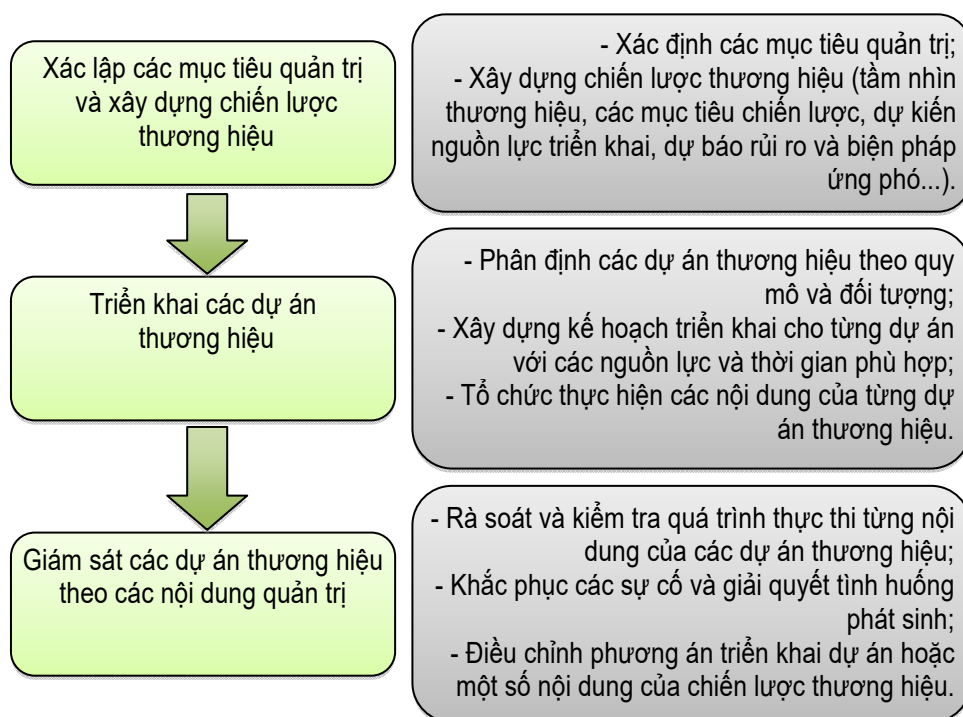 Xác lập các mục tiêu quản trị
và xây dựng chiến lược
thương hiệu
- Xác định các mục tiêu quản trị;
- Xây dựng chiến lược thương hiệu (tầm nhìn
thương hiệu, các mục tiêu chiến lược, dự kiến
nguồn lực triển khai, dự báo rủi ro và biện pháp
ứng phó...).
Triển khai các dự án
thương hiệu
- Phân định các dự án thương hiệu theo quy
mô và đối tượng;
- Xây dựng kế hoạch triển khai cho từng dự án
với các nguồn lực và thời gian phù hợp;
- Tổ chức thực hiện các nội dung của từng dự
án thương hiệu.
Giám sát các dự án thương hiệu
theo các nội dung quản trị
- Rà soát và kiểm tra quá trình thực thi từng nội
dung của các dự án thương hiệu;
- Khắc phục các sự cố và giải quyết tình huống
phát sinh;
- Điều chỉnh phương án triển khai dự án hoặc
một số nội dung của chiến lược thương hiệu.